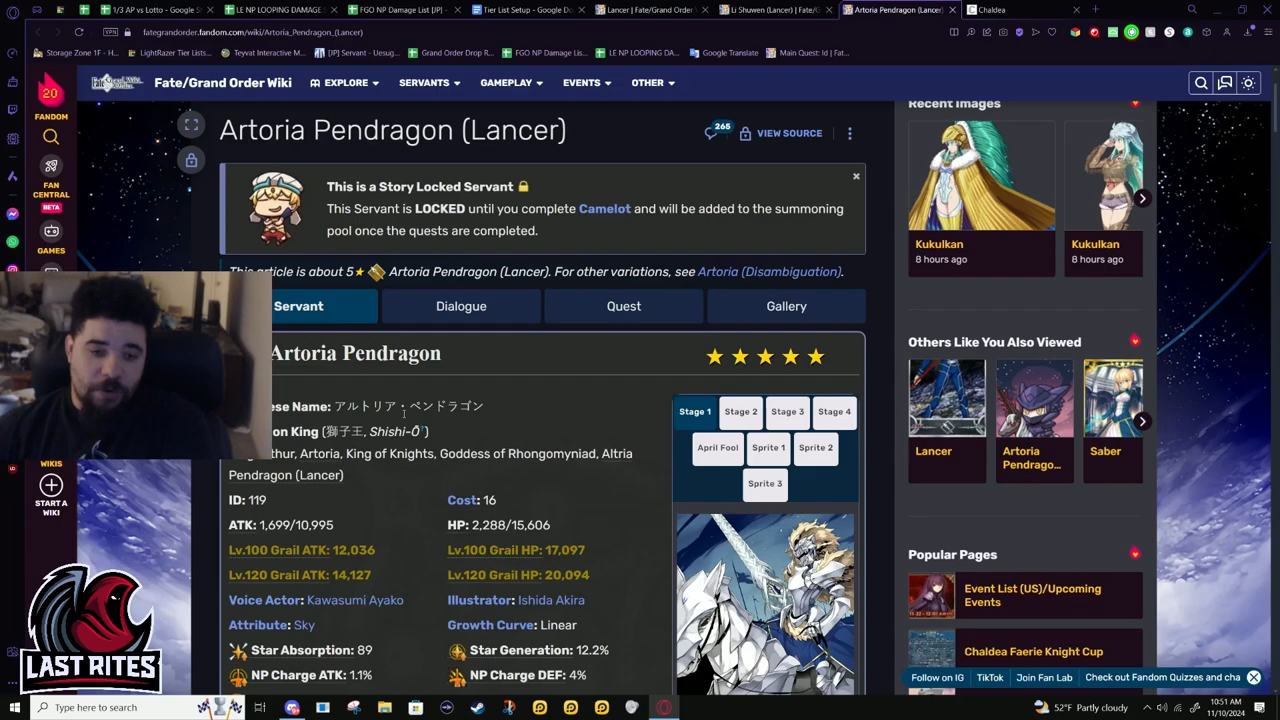 1/3 AP vs Lotto - Google S
LE NP LOOPING DAMAGE S
FGO NP Damage List [JP] -
Tier List Setup - Google Do
Lancer | Fate/Grand Order W
Li Shuwen (Lancer) | Fate/G
Artoria Pendragon (Lancer)
Chaldea
VPN
fategrandorder.fandom.com/wiki/Artoria_Pendragon_(Lancer)
Storage Zone 1F - H...
LightRazer Tier Lists...
Teyvat Interactive M...
[JP] Servant - Uesug...
Grand Order Drop R...
FGO NP Damage Lis...
LE NP LOOPING DA...
Google Translate
Main Quest: Id | Fat...
20
FANDOM
FAN CENTRAL
BETA
GAMES
WIKIS
START A WIKI
Fate/Grand Order Wiki
EXPLORE
SERVANTS
GAMEPLAY
EVENTS
OTHER
Artoria Pendragon (Lancer)
265
VIEW SOURCE
This is a Story Locked Servant
This Servant is LOCKED until you complete Camelot and will be added to the summoning
pool once the quests are completed.
This article is about 5★ Artoria Pendragon (Lancer). For other variations, see Artoria (Disambiguation).
Servant
Dialogue
Quest
Gallery
Artoria Pendragon
ese Name: アルトリア・ペンドラゴン
on King (獅子王, Shishi-Ō?)
thur, Artoria, King of Knights, Goddess of Rhongomyniad, Altria
Pendragon (Lancer)
ID: 119
Cost: 16
ATK: 1,699/10,995
HP: 2,288/15,606
Lv.100 Grail ATK: 12,036
Lv.100 Grail HP: 17,097
Lv.120 Grail ATK: 14,127
Lv.120 Grail HP: 20,094
Voice Actor: Kawasumi Ayako
Illustrator: Ishida Akira
Attribute: Sky
Growth Curve: Linear
Star Absorption: 89
Star Generation: 12.2%
NP Charge ATK: 1.1%
NP Charge DEF: 4%
Stage 1
Stage 2
Stage 3
Stage 4
April Fool
Sprite 1
Sprite 2
Sprite 3
Recent Images
Kukulkan
8 hours ago
Kukulkan
8 hours ago
Others Like You Also Viewed
Lancer
Artoria Pendrago...
Saber
Popular Pages
Event List (US)/Upcoming
Events
Chaldea Faerie Knight Cup
Follow on IG
TikTok
Join Fan Lab
Check out Fandom Quizzes and cha
LAST RITES
Type here to search
52°F Partly cloudy
10:51 AM
11/10/2024